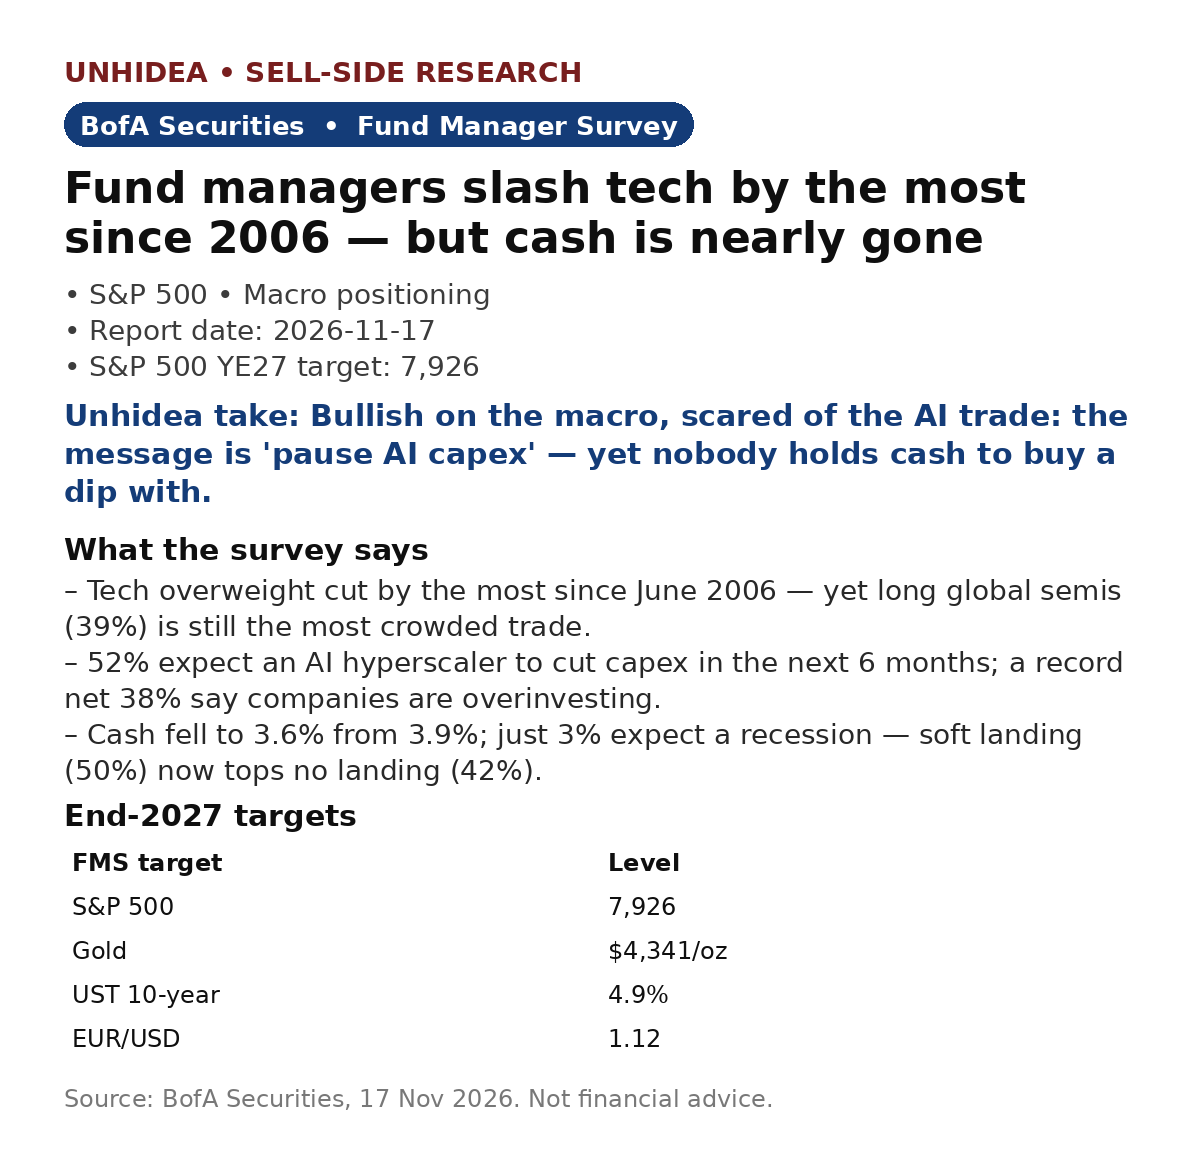 UNHIDEA • SELL-SIDE RESEARCH
BofA Securities • Fund Manager Survey
Fund managers slash tech by the most
since 2006 — but cash is nearly gone
• S&P 500 • Macro positioning
• Report date: 2026-11-17
• S&P 500 YE27 target: 7,926
Unhidea take: Bullish on the macro, scared of the AI trade: the
message is 'pause AI capex' — yet nobody holds cash to buy a
dip with.
What the survey says
– Tech overweight cut by the most since June 2006 — yet long global semis
(39%) is still the most crowded trade.
– 52% expect an AI hyperscaler to cut capex in the next 6 months; a record
net 38% say companies are overinvesting.
– Cash fell to 3.6% from 3.9%; just 3% expect a recession — soft landing
(50%) now tops no landing (42%).
End-2027 targets
FMS target Level
S&P 500 7,926
Gold $4,341/oz
UST 10-year 4.9%
EUR/USD 1.12
Source: BofA Securities, 17 Nov 2026. Not financial advice.